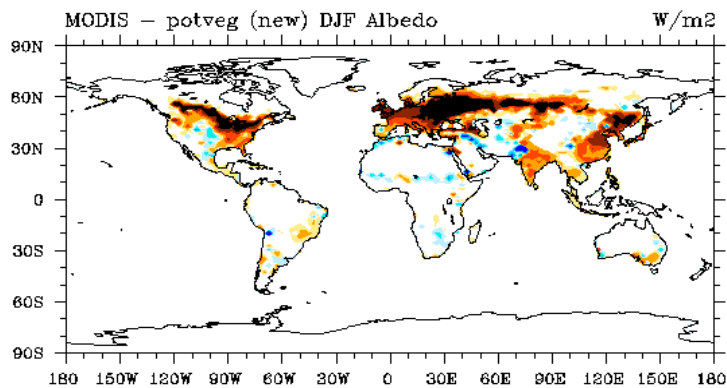 MODIS – potveg (new) DJF Albedo W/m2
90N
60N
30N
0
30S
60S
90S
180 150W 120W 90W 60W 30W 0 30E 60E 90E 120E 150E 180